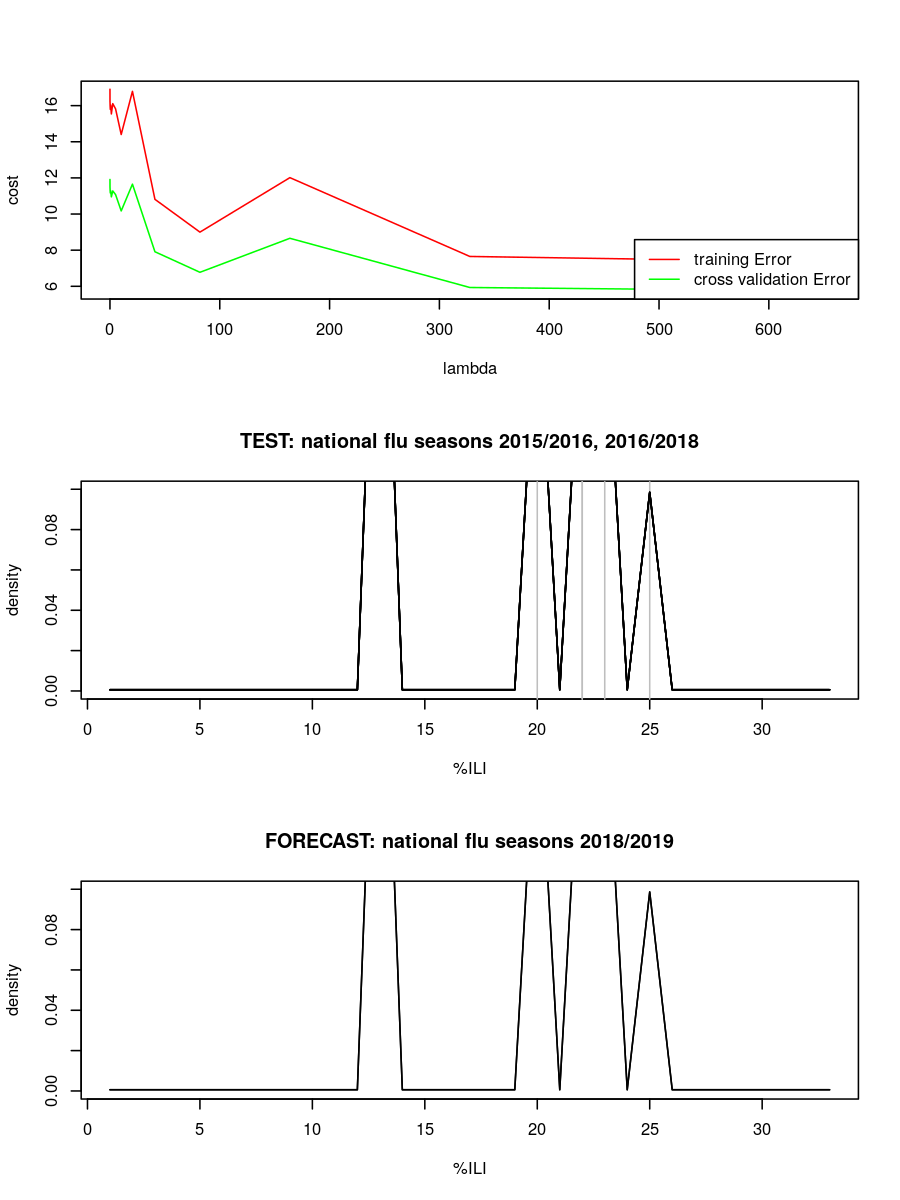 16
14
12
10
8
6
cost
training Error
cross validation Error
0 100 200 300 400 500 600
lambda
TEST: national flu seasons 2015/2016, 2016/2018
0.08
0.04
0.00
density
0 5 10 15 20 25 30
%ILI
FORECAST: national flu seasons 2018/2019
0.08
0.04
0.00
density
0 5 10 15 20 25 30
%ILI